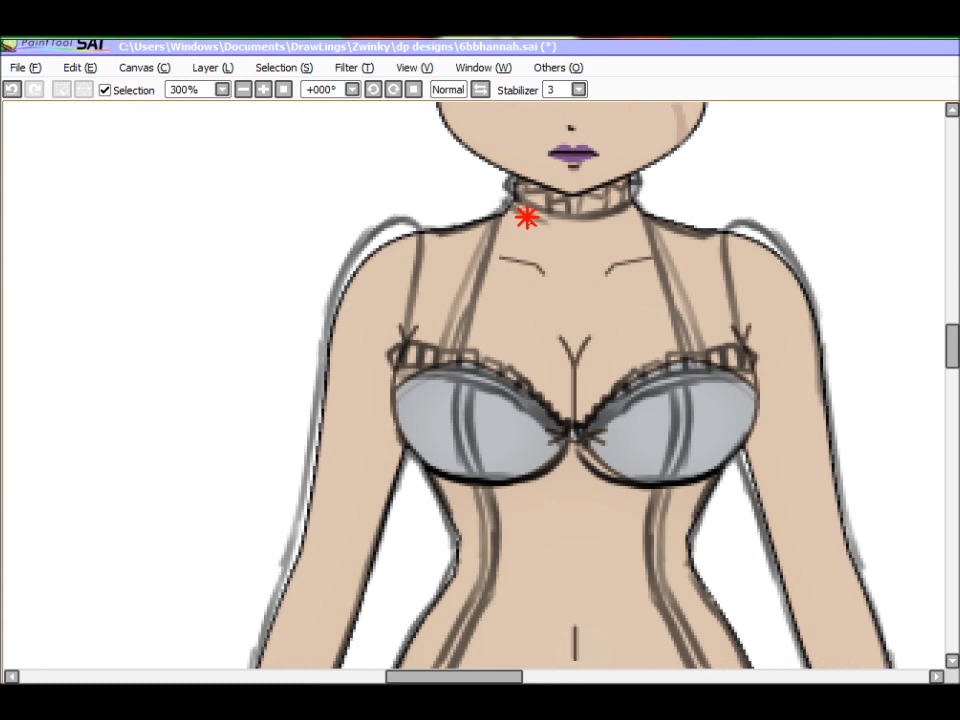 PaintTool SAI C:\Users\Windows\Documents\DrawLings\Zwinky\dp designs\6bbhannah.sai (*)
File (F) Edit (E) Canvas (C) Layer (L) Selection (S) Filter (T) View (V) Window (W) Others (O)
Selection 300% +000° Normal Stabilizer 3